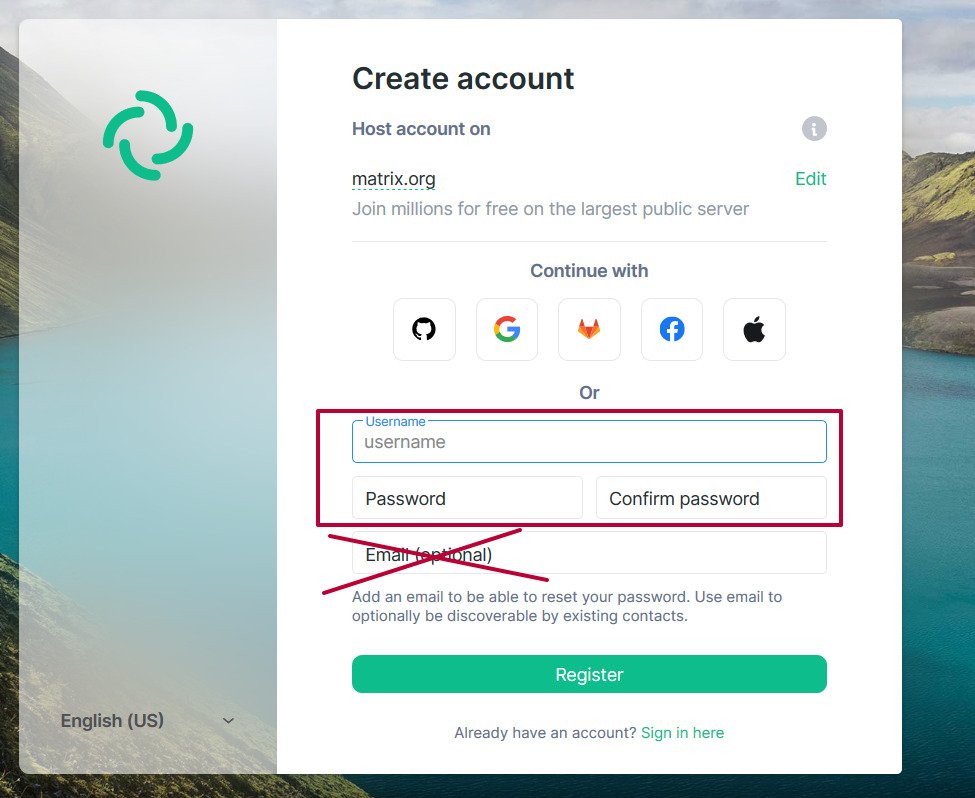 Create account
Host account on
matrix.org
Edit
Join millions for free on the largest public server
Continue with
Or
Username
username
Password
Confirm password
Email (optional)
Add an email to be able to reset your password. Use email to
optionally be discoverable by existing contacts.
Register
Already have an account? Sign in here
English (US)